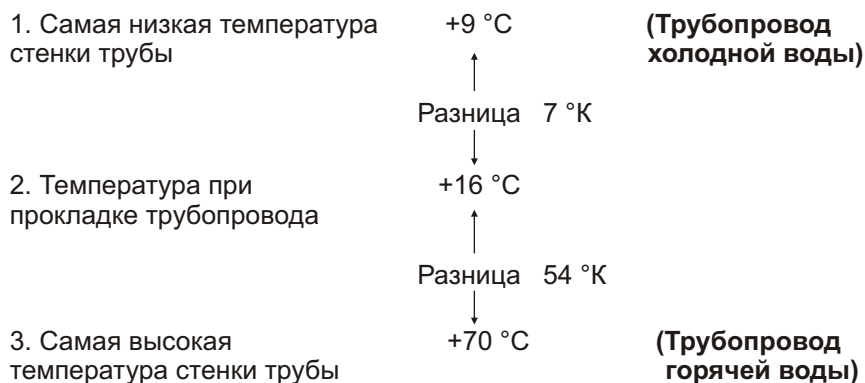 1. Самая низкая температура +9 °C (Трубопровод
стенки трубы холодной воды)
Разница 7 °К
2. Температура при +16 °C
прокладке трубопровода
Разница 54 °К
3. Самая высокая +70 °C (Трубопровод
температура стенки трубы горячей воды)